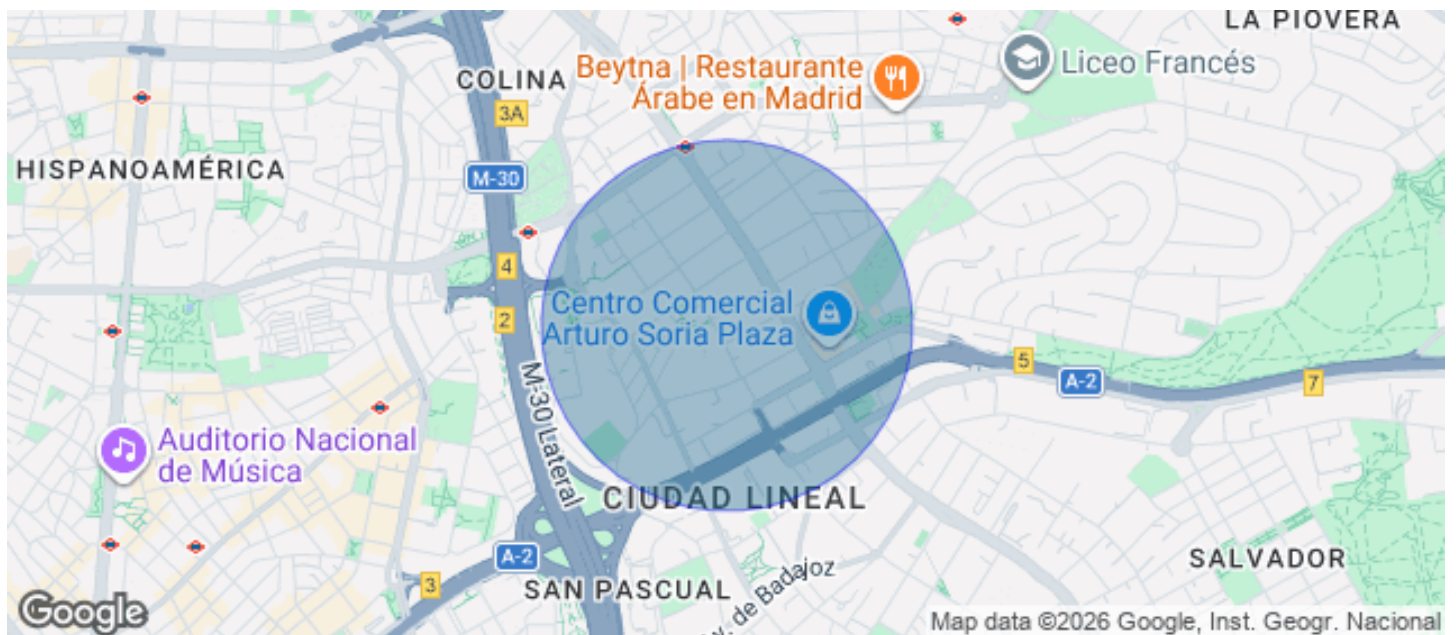 LA PIOVERA
COLINA
Beytna | Restaurante
Árabe en Madrid
Liceo Francés
3A
HISPANOAMÉRICA
M-30
4
2
Centro Comercial
Arturo Soria Plaza
5
A-2
7
M-30 Lateral
Auditorio Nacional
de Música
CIUDAD LINEAL
A-2
3
SAN PASCUAL
Av. de Badajoz
SALVADOR
Google
Map data ©2026 Google, Inst. Geogr. Nacional